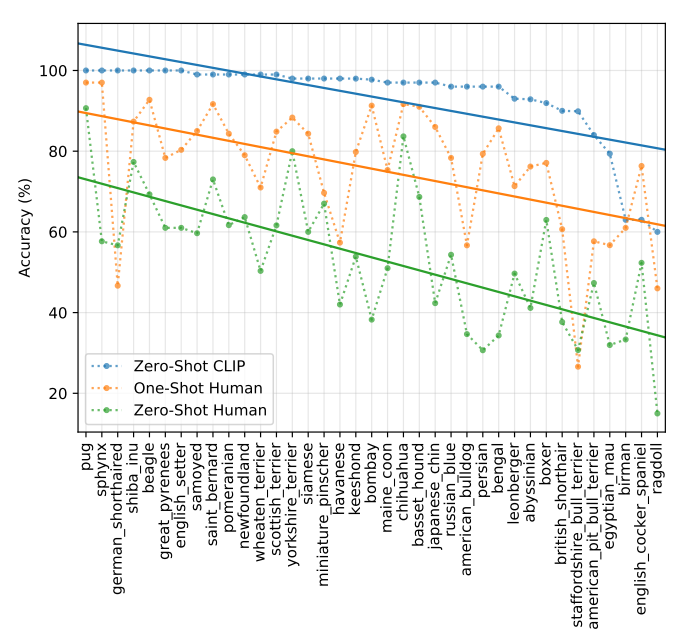 100
80
60
40
20
Accuracy (%)
Zero-Shot CLIP
One-Shot Human
Zero-Shot Human
pug
sphynx
german_shorthaired
shiba_inu
beagle
great_pyrenees
english_setter
samoyed
saint_bernard
pomeranian
newfoundland
wheaten_terrier
scottish_terrier
yorkshire_terrier
siamese
miniature_pinscher
havanese
keeshond
bombay
maine_coon
chihuahua
basset_hound
japanese_chin
russian_blue
american_bulldog
persian
bengal
leonberger
abyssinian
boxer
british_shorthair
staffordshire_bull_terrier
american_pit_bull_terrier
egyptian_mau
birman
english_cocker_spaniel
ragdoll